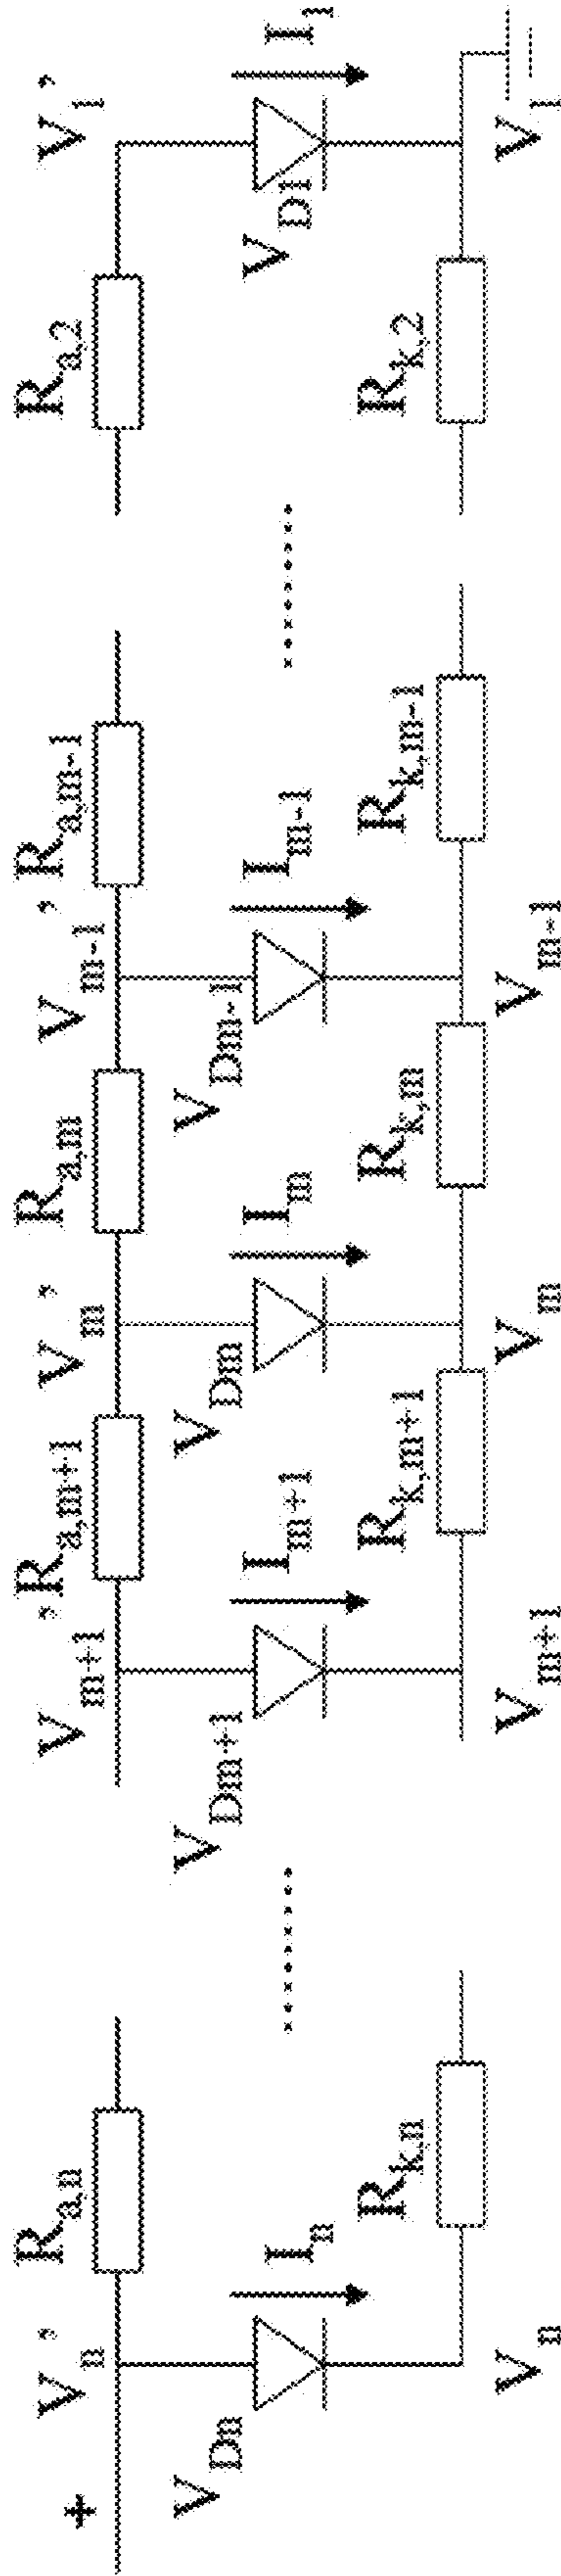 + V_n' R_a,n V_m+1' R_a,m+1 V_m' R_a,m V_m-1' R_a,m-1 R_a,2 V_1'
V_Dn I_n V_Dm+1 I_m+1 V_Dm I_m V_Dm-1 I_m-1 V_D1 I_1
R_k,n R_k,m+1 R_k,m R_k,m-1 R_k,2
V_n V_m+1 V_m V_m-1 V_1